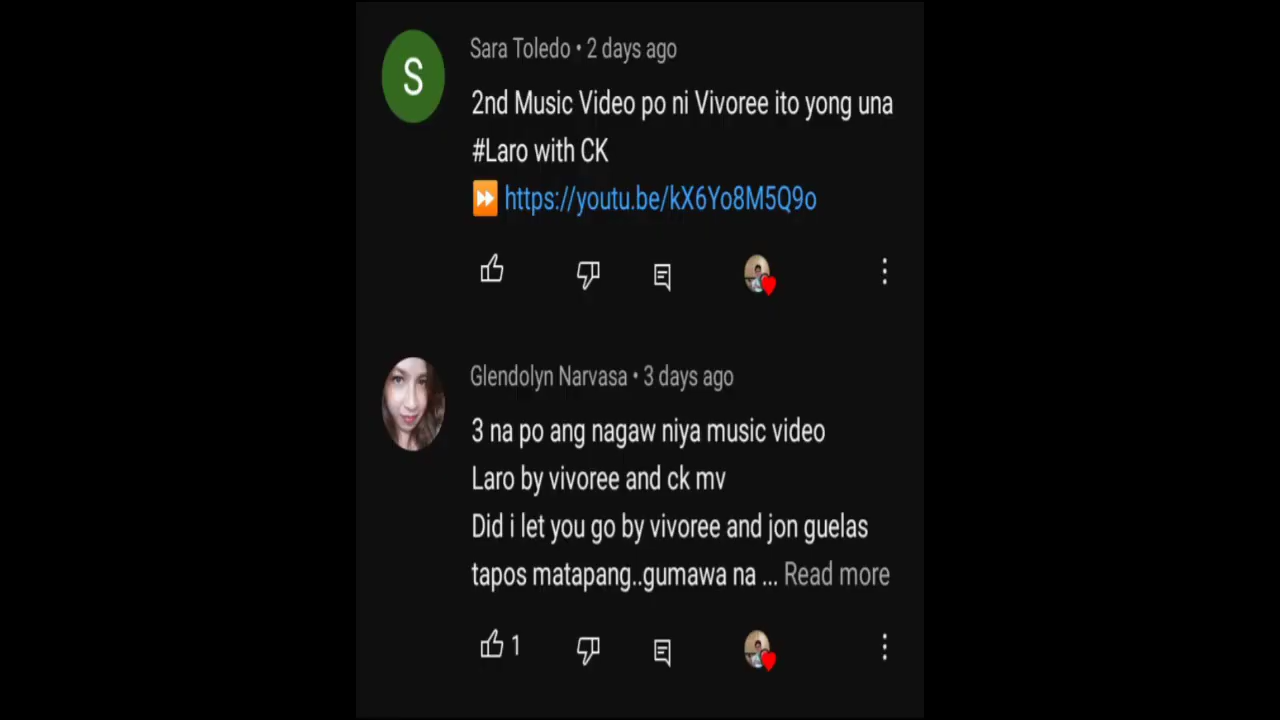 S
Sara Toledo • 2 days ago
2nd Music Video po ni Vivoree ito yong una
#Laro with CK
⏩ https://youtu.be/kX6Yo8M5Q9o
Glendolyn Narvasa • 3 days ago
3 na po ang nagaw niya music video
Laro by vivoree and ck mv
Did i let you go by vivoree and jon guelas
tapos matapang..gumawa na ... Read more
1